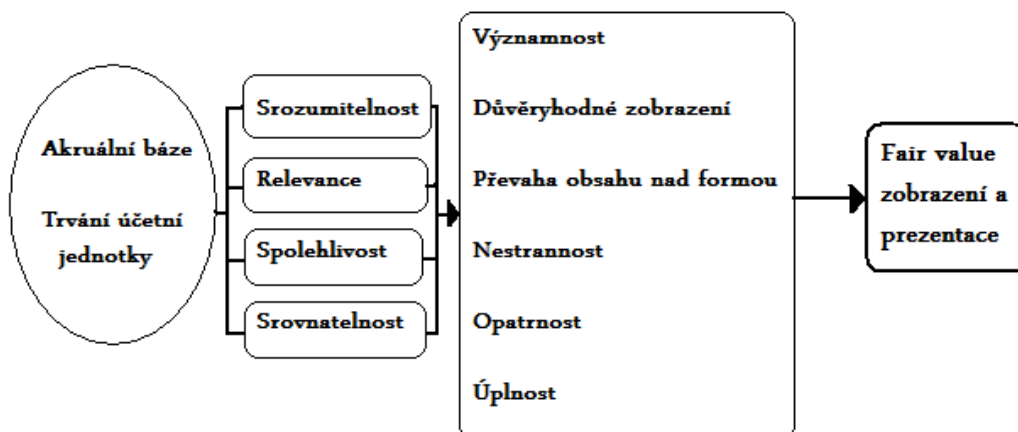 Akruální báze
Trvání účetní
jednotky
Srozumitelnost
Relevance
Spolehlivost
Srovnatelnost
Významnost
Důvěryhodné zobrazení
Převaha obsahu nad formou
Nestrannost
Opatrnost
Úplnost
Fair value
zobrazení a
prezentace